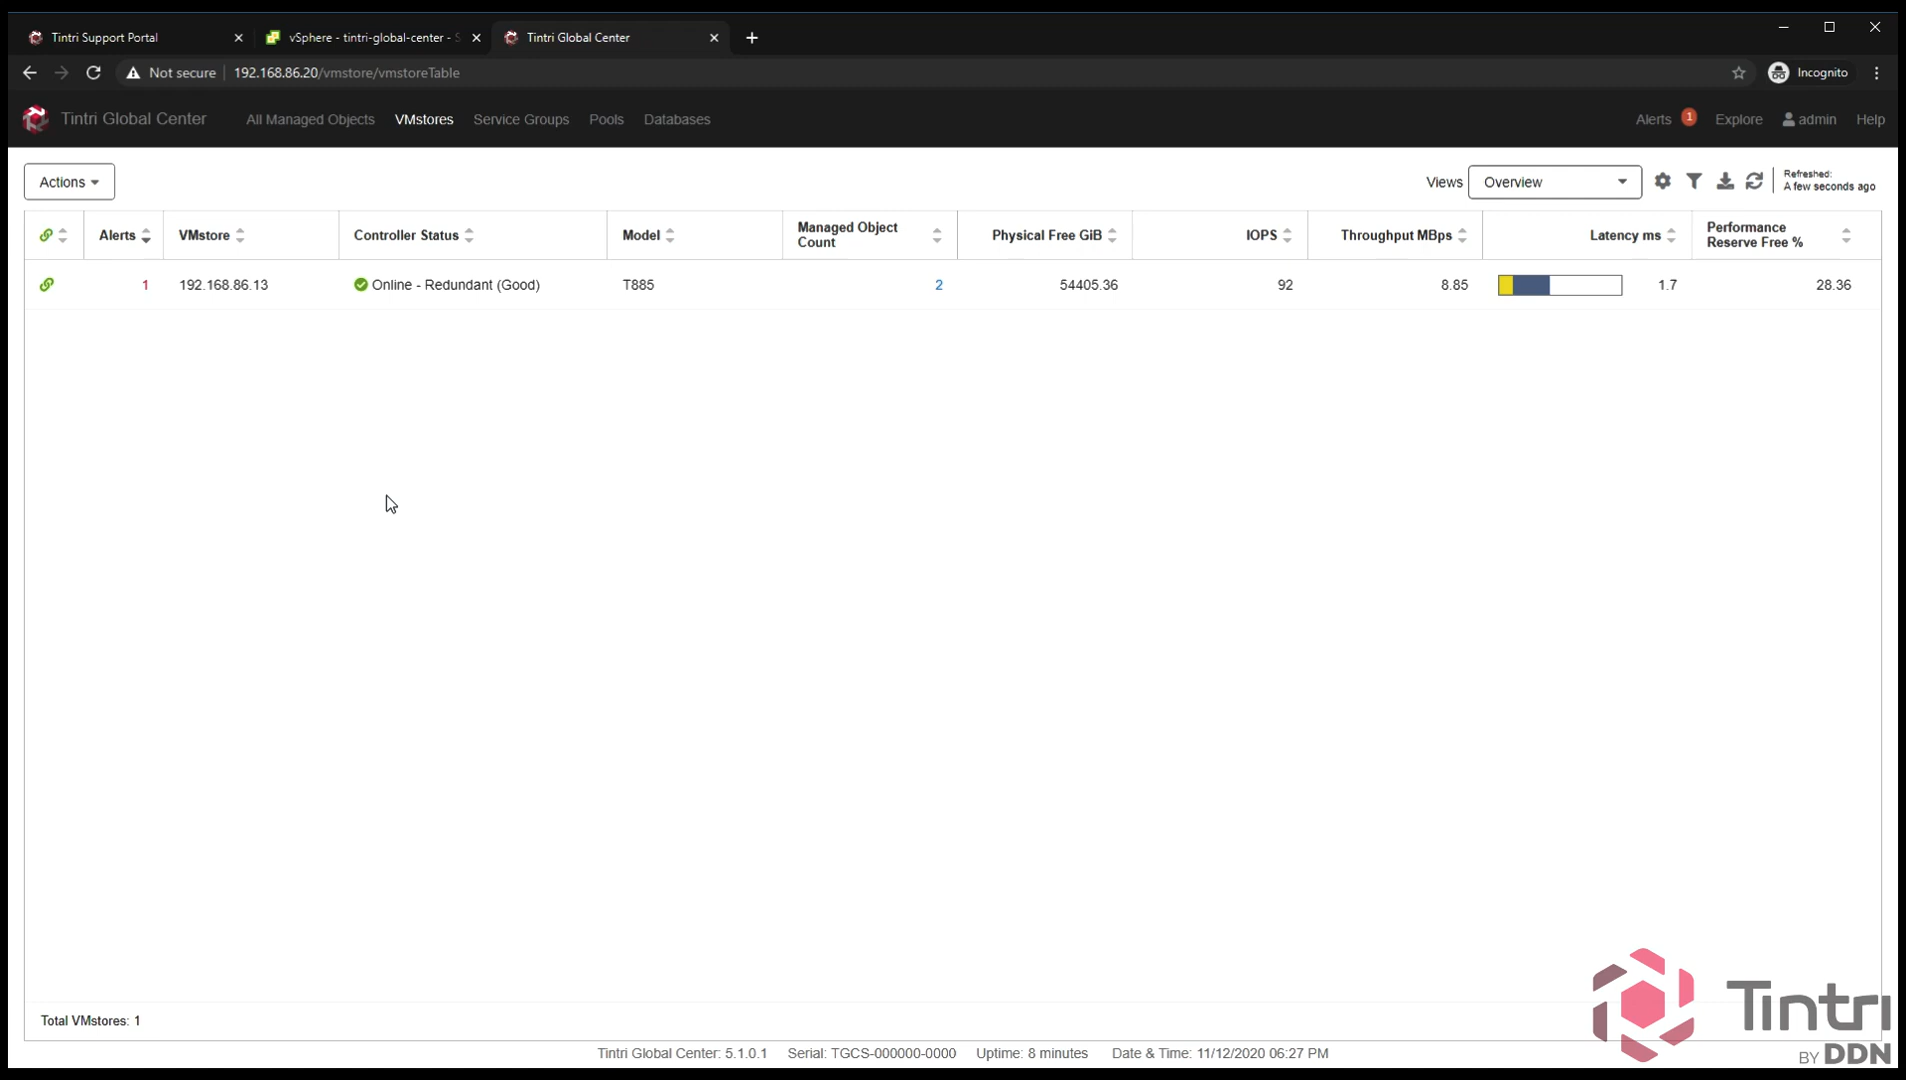 Tintri Support Portal
vSphere - tintri-global-center -
Tintri Global Center
Not secure
192.168.86.20/vmstore/vmstoreTable
Incognito
Tintri Global Center
All Managed Objects
VMstores
Service Groups
Pools
Databases
Alerts
1
Explore
admin
Help
Actions
Views
Overview
Refreshed:
A few seconds ago
Alerts
VMstore
Controller Status
Model
Managed Object
Count
Physical Free GiB
IOPS
Throughput MBps
Latency ms
Performance
Reserve Free %
1
192.168.86.13
Online - Redundant (Good)
T885
2
54405.36
92
8.85
1.7
28.36
Total VMstores: 1
Tintri Global Center: 5.1.0.1
Serial: TGCS-000000-0000
Uptime: 8 minutes
Date & Time: 11/12/2020 06:27 PM
Tintri
BY DDN